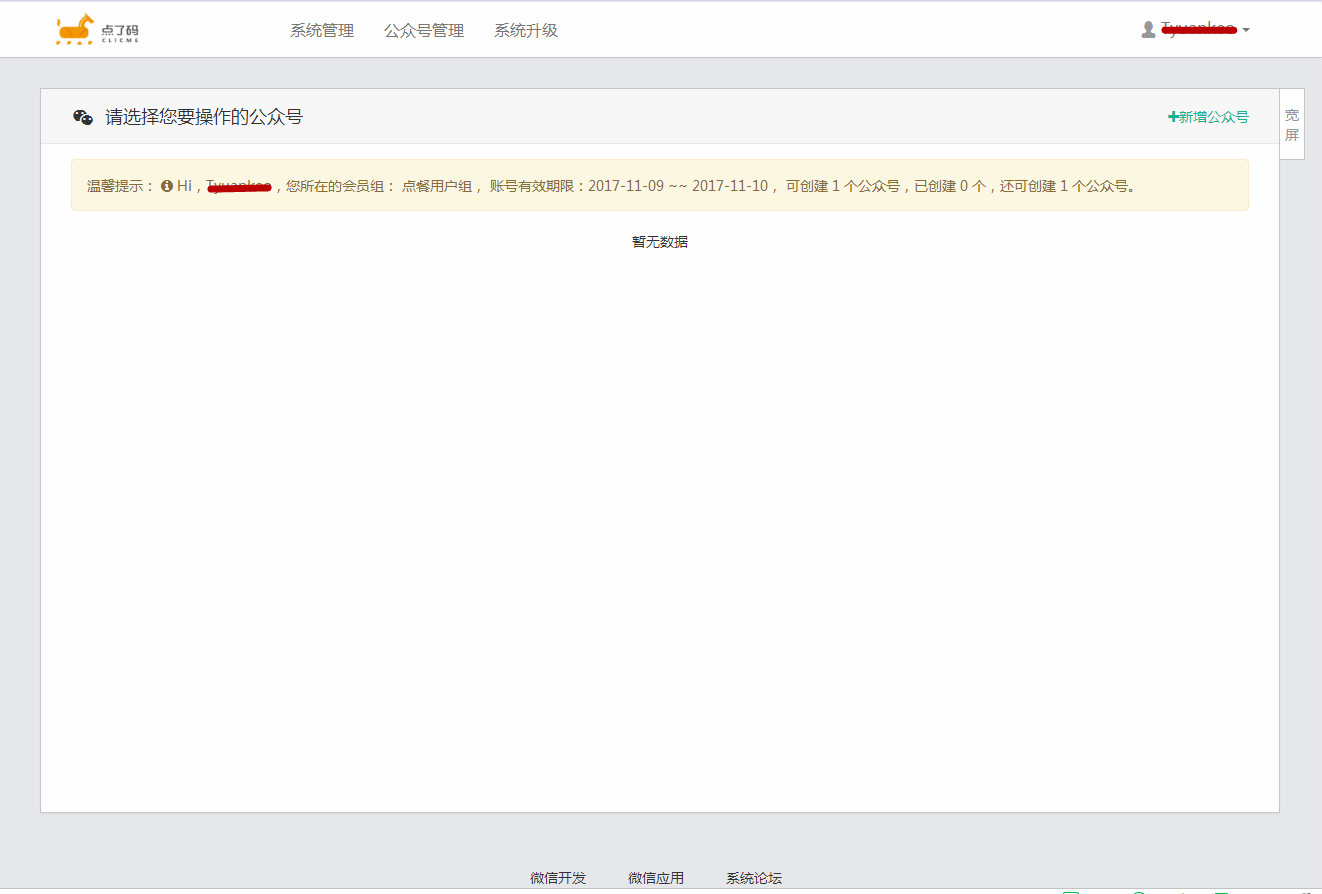 点了码
CLICME
系统管理 公众号管理 系统升级
请选择您要操作的公众号
新增公众号
宽屏
温馨提示： Hi， ，您所在的会员组： 点餐用户组， 账号有效期限：2017-11-09 ~~ 2017-11-10， 可创建 1 个公众号，已创建 0 个，还可创建 1 个公众号。
暂无数据
微信开发 微信应用 系统论坛